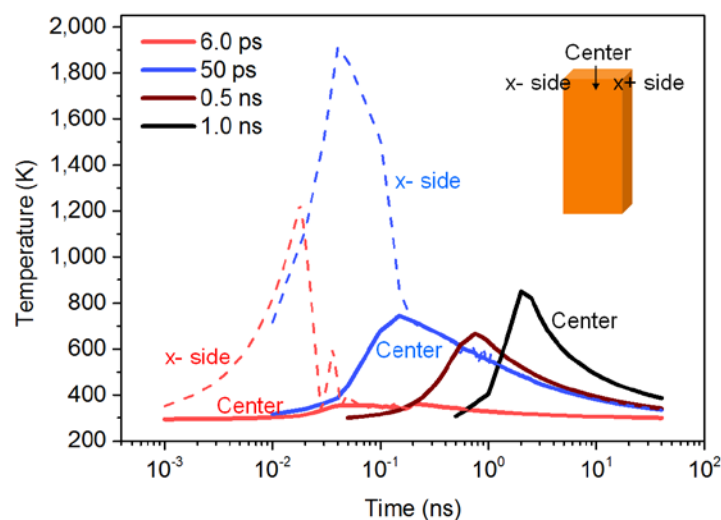 2,000
1,800
1,600
1,400
1,200
1,000
800
600
400
200
Temperature (K)
6.0 ps
50 ps
0.5 ns
1.0 ns
Center
x- side x+ side
x- side
x- side
Center
Center
Center
10-3 10-2 10-1 100 101 102
Time (ns)